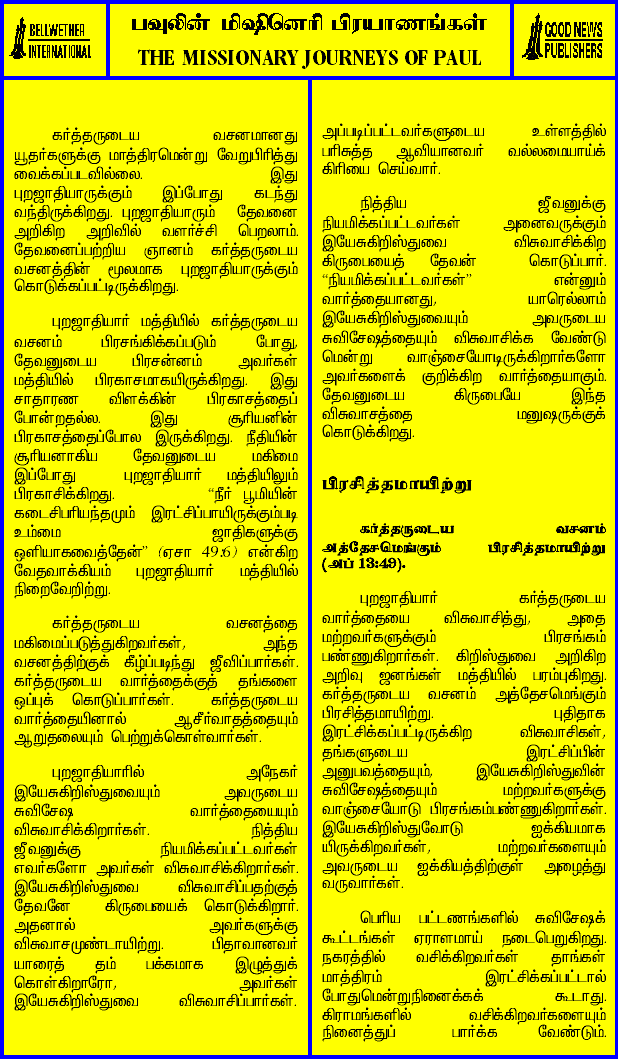 BELLWETHER
INTERNATIONAL
பவுலின் மிஷினெரி பிரயாணங்கள்
THE MISSIONARY JOURNEYS OF PAUL
GOOD NEWS
PUBLISHERS
கர்த்தருடைய வசனமானது
யூதர்களுக்கு மாத்திரமென்று வேறுபிரித்து
வைக்கப்படவில்லை. இது
புறஜாதியாருக்கும் இப்போது கடந்து
வந்திருக்கிறது. புறஜாதியாரும் தேவனை
அறிகிற அறிவில் வளர்ச்சி பெறலாம்.
தேவனைப்பற்றிய ஞானம் கர்த்தருடைய
வசனத்தின் மூலமாக புறஜாதியாருக்கும்
கொடுக்கப்பட்டிருக்கிறது.
புறஜாதியார் மத்தியில் கர்த்தருடைய
வசனம் பிரசங்கிக்கப்படும் போது,
தேவனுடைய பிரசன்னம் அவர்கள்
மத்தியில் பிரகாசமாகயிருக்கிறது. இது
சாதாரண விளக்கின் பிரகாசத்தைப்
போன்றதல்ல. இது சூரியனின்
பிரகாசத்தைப்போல இருக்கிறது. நீதியின்
சூரியனாகிய தேவனுடைய மகிமை
இப்போது புறஜாதியார் மத்தியிலும்
பிரகாசிக்கிறது. “நீர் பூமியின்
கடைசிபரியந்தமும் இரட்சிப்பாயிருக்கும்படி
உம்மை ஜாதிகளுக்கு
ஒளியாகவைத்தேன்” (ஏசா 49:6) என்கிற
வேதவாக்கியம் புறஜாதியார் மத்தியில்
நிறைவேறிற்று.
கர்த்தருடைய வசனத்தை
மகிமைப்படுத்துகிறவர்கள், அந்த
வசனத்திற்குக் கீழ்ப்படிந்து ஜீவிப்பார்கள்.
கர்த்தருடைய வார்த்தைக்குத் தங்களை
ஒப்புக் கொடுப்பார்கள். கர்த்தருடைய
வார்த்தையினால் ஆசீர்வாதத்தையும்
ஆறுதலையும் பெற்றுக்கொள்வார்கள்.
புறஜாதியாரில் அநேகர்
இயேசுகிறிஸ்துவையும் அவருடைய
சுவிசேஷ வார்த்தையையும்
விசுவாசிக்கிறார்கள். நித்திய
ஜீவனுக்கு நியமிக்கப்பட்டவர்கள்
எவர்களோ அவர்கள் விசுவாசிக்கிறார்கள்.
இயேசுகிறிஸ்துவை விசுவாசிப்பதற்குத்
தேவனே கிருபையைக் கொடுக்கிறார்.
அதனால் அவர்களுக்கு
விசுவாசமுண்டாயிற்று. பிதாவானவர்
யாரைத் தம் பக்கமாக இழுத்துக்
கொள்கிறாரோ, அவர்கள்
இயேசுகிறிஸ்துவை விசுவாசிப்பார்கள்.
அப்படிப்பட்டவர்களுடைய உள்ளத்தில்
பரிசுத்த ஆவியானவர் வல்லமையாய்க்
கிரியை செய்வார்.
நித்திய ஜீவனுக்கு
நியமிக்கப்பட்டவர்கள் அனைவருக்கும்
இயேசுகிறிஸ்துவை விசுவாசிக்கிற
கிருபையைத் தேவன் கொடுப்பார்.
“நியமிக்கப்பட்டவர்கள்” என்னும்
வார்த்தையானது, யாரெல்லாம்
இயேசுகிறிஸ்துவையும் அவருடைய
சுவிசேஷத்தையும் விசுவாசிக்க வேண்டு
மென்று வாஞ்சையோடிருக்கிறார்களோ
அவர்களைக் குறிக்கிற வார்த்தையாகும்.
தேவனுடைய கிருபையே இந்த
விசுவாசத்தை மனுஷருக்குக்
கொடுக்கிறது.
பிரசித்தமாயிற்று
கர்த்தருடைய வசனம்
அத்தேசமெங்கும் பிரசித்தமாயிற்று
(அப் 13:49).
புறஜாதியார் கர்த்தருடைய
வார்த்தையை விசுவாசித்து, அதை
மற்றவர்களுக்கும் பிரசங்கம்
பண்ணுகிறார்கள். கிறிஸ்துவை அறிகிற
அறிவு ஜனங்கள் மத்தியில் பரம்புகிறது.
கர்த்தருடைய வசனம் அத்தேசமெங்கும்
பிரசித்தமாயிற்று. புதிதாக
இரட்சிக்கப்பட்டிருக்கிற விசுவாசிகள்,
தங்களுடைய இரட்சிப்பின்
அனுபவத்தையும், இயேசுகிறிஸ்துவின்
சுவிசேஷத்தையும் மற்றவர்களுக்கு
வாஞ்சையோடு பிரசங்கம்பண்ணுகிறார்கள்.
இயேசுகிறிஸ்துவோடு ஐக்கியமாக
யிருக்கிறவர்கள், மற்றவர்களையும்
அவருடைய ஐக்கியத்திற்குள் அழைத்து
வருவார்கள்.
பெரிய பட்டணங்களில் சுவிசேஷக்
கூட்டங்கள் ஏராளமாய் நடைபெறுகிறது.
நகரத்தில் வசிக்கிறவர்கள் தாங்கள்
மாத்திரம் இரட்சிக்கப்பட்டால்
போதுமென்றுநினைக்கக் கூடாது.
கிராமங்களில் வசிக்கிறவர்களையும்
நினைத்துப் பார்க்க வேண்டும்.